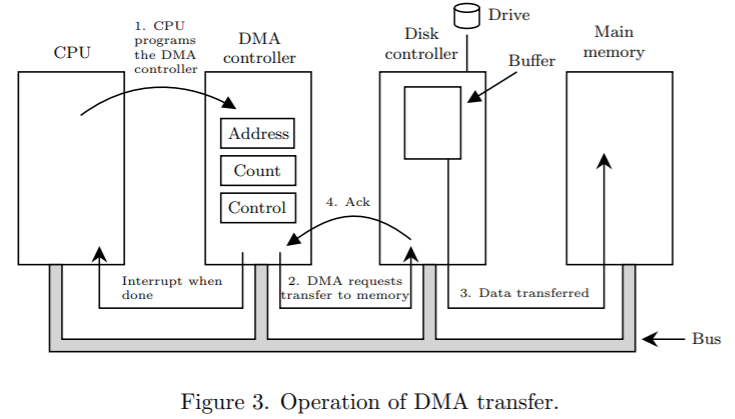 1. CPU
programs
the DMA
controller
Drive
CPU
DMA
controller
Disk
controller
Main
memory
Buffer
Address
Count
Control
4. Ack
Interrupt when
done
2. DMA requests
transfer to memory
3. Data transferred
Bus
Figure 3. Operation of DMA transfer.